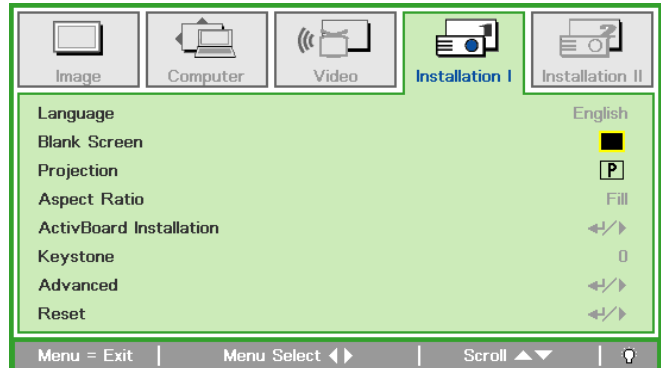 Image Computer Video Installation I Installation II
Language English
Blank Screen
Projection P
Aspect Ratio Fill
ActivBoard Installation
Keystone 0
Advanced
Reset
Menu = Exit | Menu Select ◀▶ | Scroll ▲▼ |